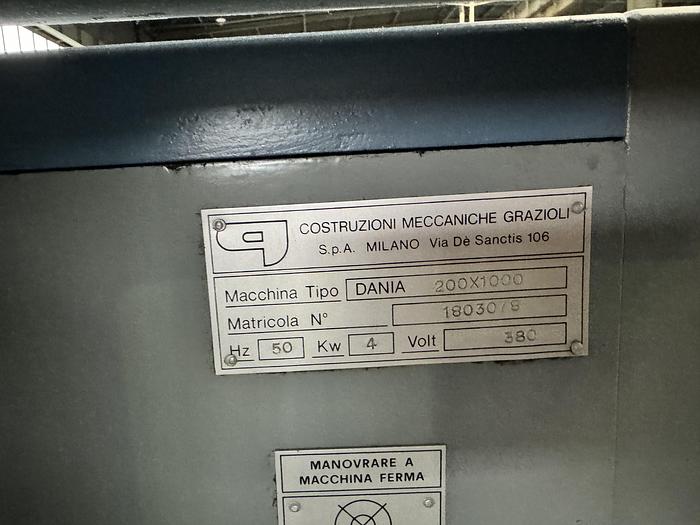 COSTRUZIONI MECCANICHE GRAZIOLI
S.p.A. MILANO Via Dè Sanctis 106
Macchina Tipo DANIA 200X1000
Matricola N° 18030/8
Hz 50 Kw 4 Volt 380
MANOVRARE A
MACCHINA FERMA